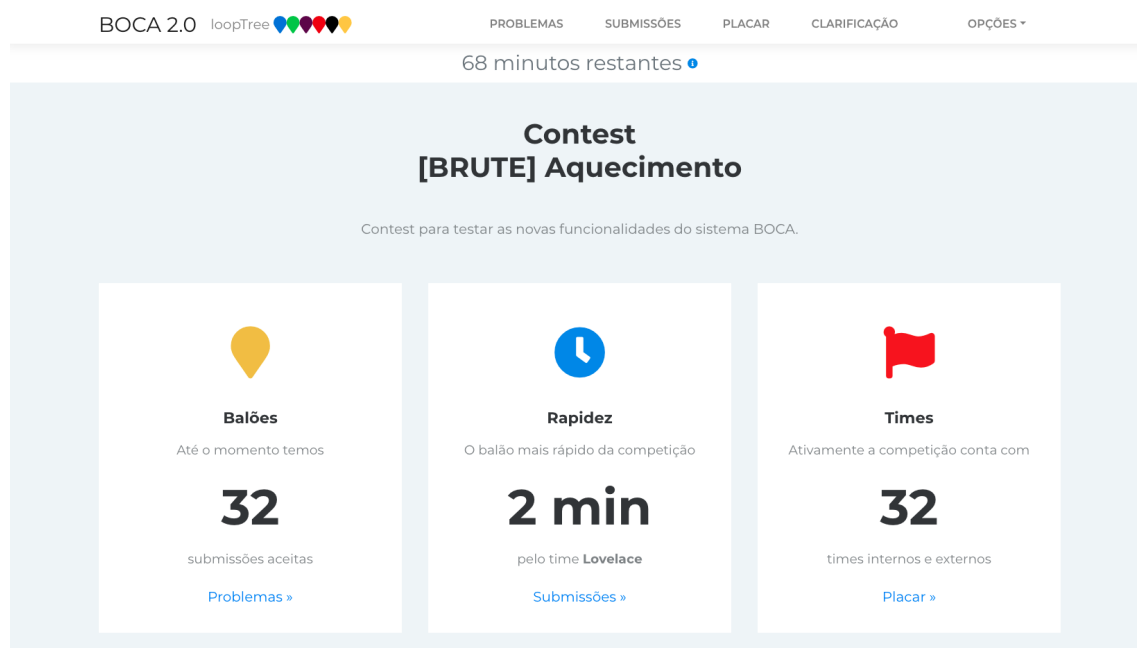 BOCA 2.0 loopTree PROBLEMAS SUBMISSÕES PLACAR CLARIFICAÇÃO OPÇÕES
68 minutos restantes
Contest
[BRUTE] Aquecimento
Contest para testar as novas funcionalidades do sistema BOCA.
Balões
Até o momento temos
32
submissões aceitas
Problemas »
Rapidez
O balão mais rápido da competição
2 min
pelo time Lovelace
Submissões »
Times
Ativamente a competição conta com
32
times internos e externos
Placar »